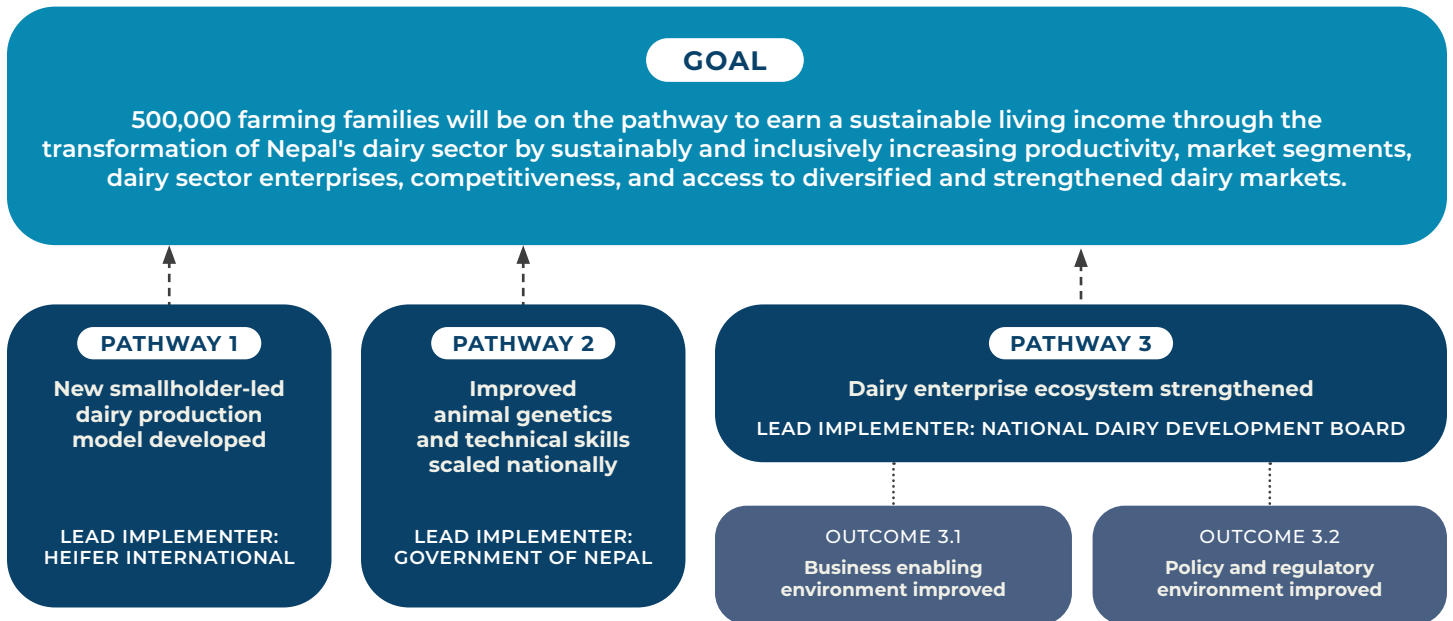 GOAL
500,000 farming families will be on the pathway to earn a sustainable living income through the
transformation of Nepal's dairy sector by sustainably and inclusively increasing productivity, market segments,
dairy sector enterprises, competitiveness, and access to diversified and strengthened dairy markets.
PATHWAY 1
New smallholder-led
dairy production
model developed
LEAD IMPLEMENTER:
HEIFER INTERNATIONAL
PATHWAY 2
Improved
animal genetics
and technical skills
scaled nationally
LEAD IMPLEMENTER:
GOVERNMENT OF NEPAL
PATHWAY 3
Dairy enterprise ecosystem strengthened
LEAD IMPLEMENTER: NATIONAL DAIRY DEVELOPMENT BOARD
OUTCOME 3.1
Business enabling
environment improved
OUTCOME 3.2
Policy and regulatory
environment improved